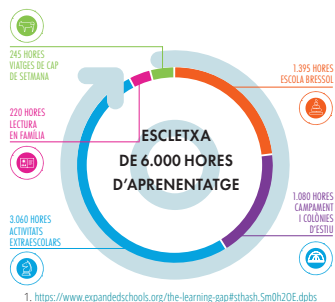 245 HORES
VIATGES DE CAP
DE SETMANA
1.395 HORES
ESCOLA BRESSOL
220 HORES
LECTURA
EN FAMÍLIA
ESCLETXA
DE 6.000 HORES
D'APRENENTATGE
1.080 HORES
CAMPAMENT
I COLÒNIES
D'ESTIU
3.060 HORES
ACTIVITATS
EXTRAESCOLARS
1. https://www.expandedschools.org/the-learning-gap#sthash.Sm0h2OE.dpbs